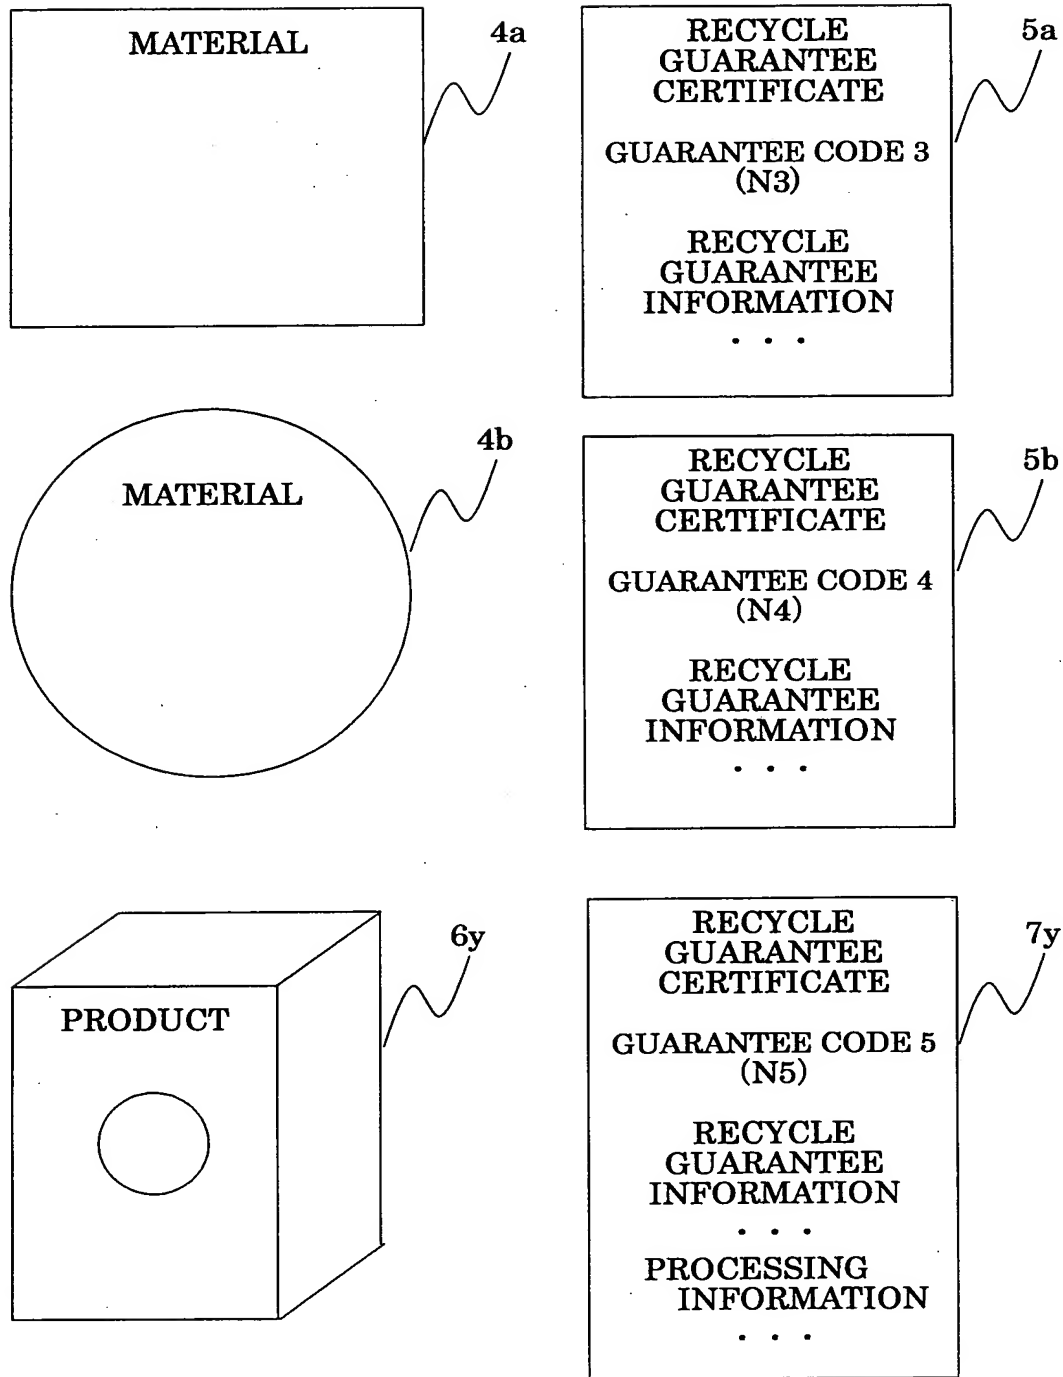 MATERIAL
4a
RECYCLE
GUARANTEE
CERTIFICATE
GUARANTEE CODE 3
(N3)
RECYCLE
GUARANTEE
INFORMATION
. . .
5a
MATERIAL
4b
RECYCLE
GUARANTEE
CERTIFICATE
GUARANTEE CODE 4
(N4)
RECYCLE
GUARANTEE
INFORMATION
. . .
5b
PRODUCT
6y
RECYCLE
GUARANTEE
CERTIFICATE
GUARANTEE CODE 5
(N5)
RECYCLE
GUARANTEE
INFORMATION
. . .
PROCESSING
INFORMATION
. . .
7y